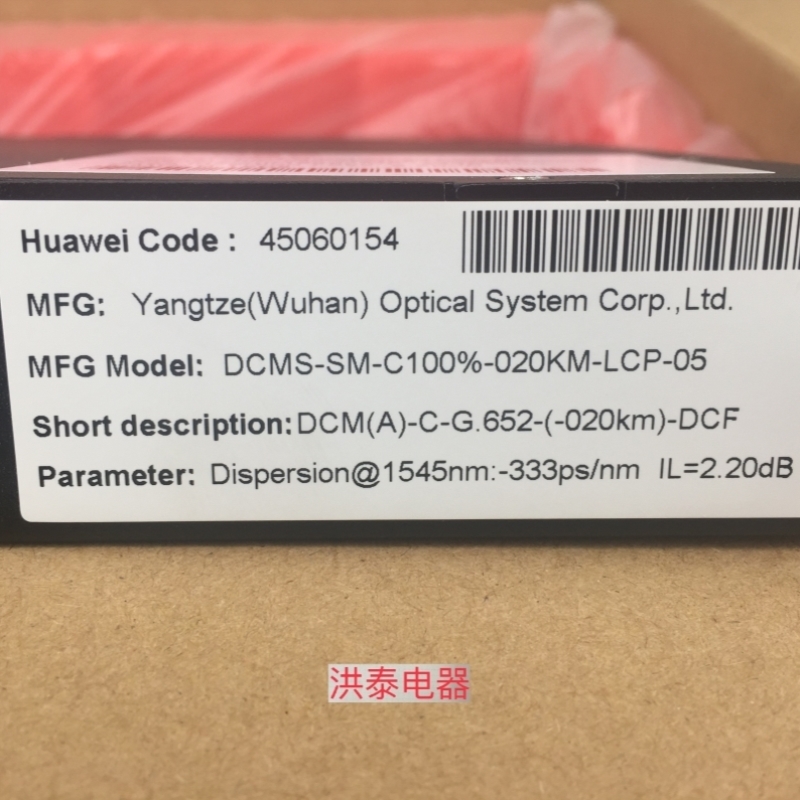 Huawei Code : 45060154
MFG: Yangtze(Wuhan) Optical System Corp.,Ltd.
MFG Model: DCMS-SM-C100%-020KM-LCP-05
Short description:DCM(A)-C-G.652-(-020km)-DCF
Parameter: Dispersion@1545nm:-333ps/nm IL=2.20dB
洪泰电器